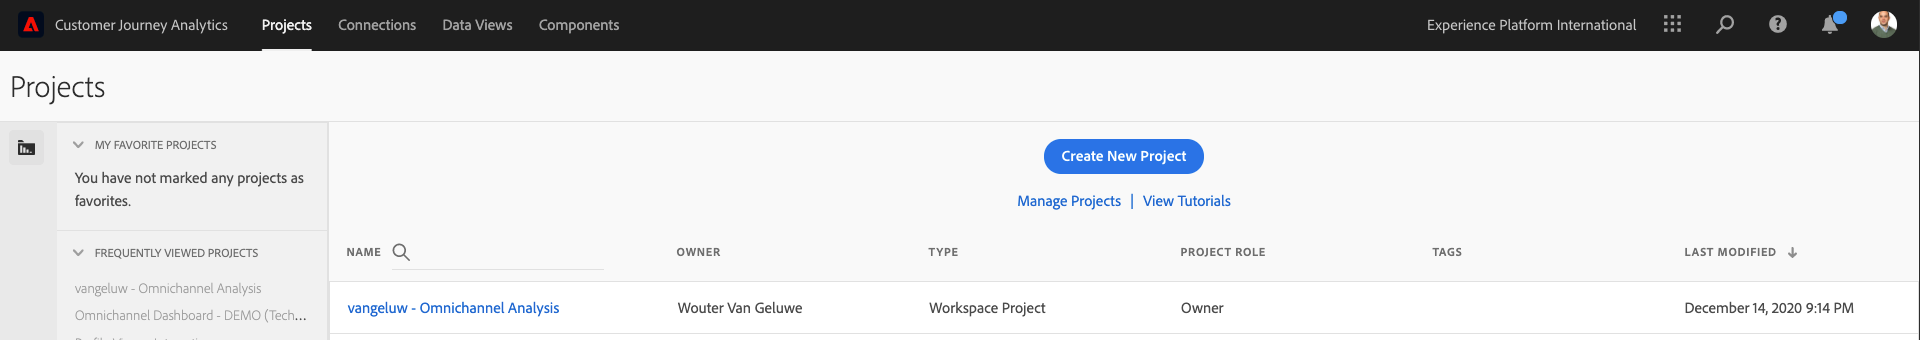 Customer Journey Analytics Projects Connections Data Views Components Experience Platform International
Projects
MY FAVORITE PROJECTS
You have not marked any projects as
favorites.
FREQUENTLY VIEWED PROJECTS
vangeluw - Omnichannel Analysis
Omnichannel Dashboard - DEMO (Tech...
Create New Project
Manage Projects | View Tutorials
NAME OWNER TYPE PROJECT ROLE TAGS LAST MODIFIED
vangeluw - Omnichannel Analysis Wouter Van Geluwe Workspace Project Owner December 14, 2020 9:14 PM